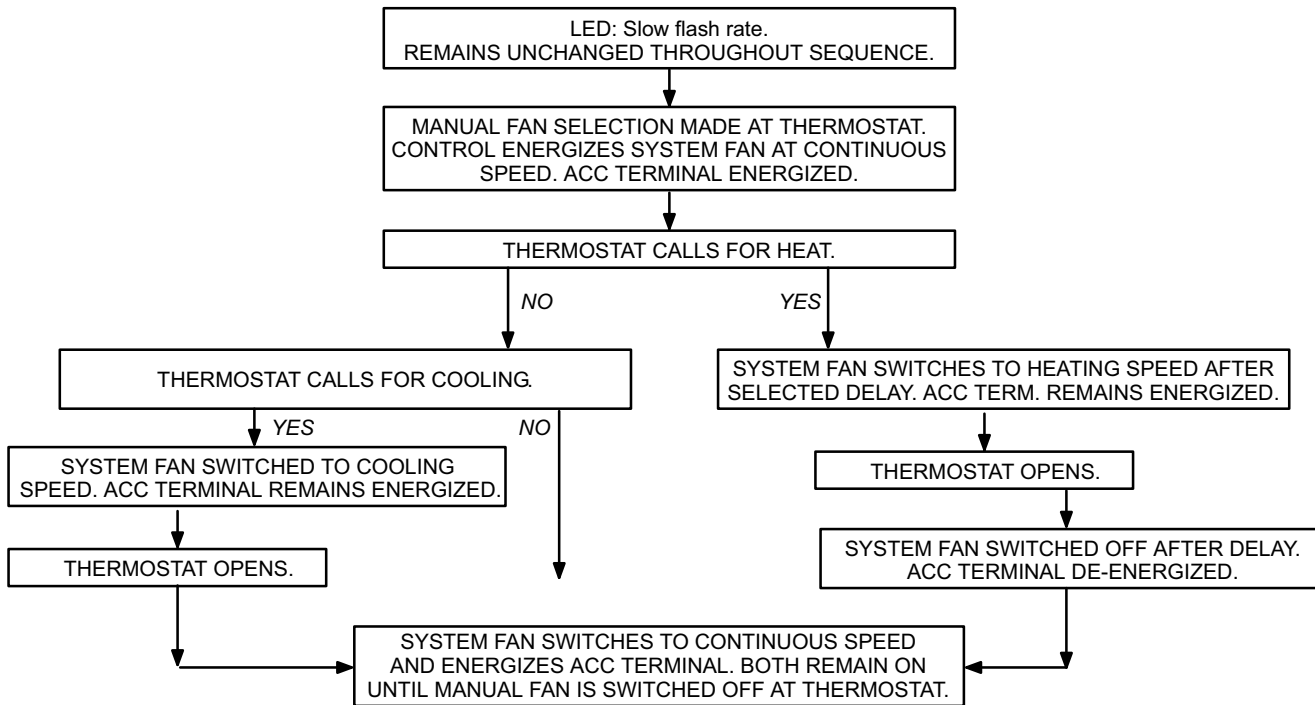 LED: Slow flash rate.
REMAINS UNCHANGED THROUGHOUT SEQUENCE.
MANUAL FAN SELECTION MADE AT THERMOSTAT.
CONTROL ENERGIZES SYSTEM FAN AT CONTINUOUS
SPEED. ACC TERMINAL ENERGIZED.
THERMOSTAT CALLS FOR HEAT.
NO
YES
THERMOSTAT CALLS FOR COOLING.
SYSTEM FAN SWITCHES TO HEATING SPEED AFTER
SELECTED DELAY. ACC TERM. REMAINS ENERGIZED.
YES
NO
SYSTEM FAN SWITCHED TO COOLING
SPEED. ACC TERMINAL REMAINS ENERGIZED.
THERMOSTAT OPENS.
THERMOSTAT OPENS.
SYSTEM FAN SWITCHED OFF AFTER DELAY.
ACC TERMINAL DE-ENERGIZED.
SYSTEM FAN SWITCHES TO CONTINUOUS SPEED
AND ENERGIZES ACC TERMINAL. BOTH REMAIN ON
UNTIL MANUAL FAN IS SWITCHED OFF AT THERMOSTAT.